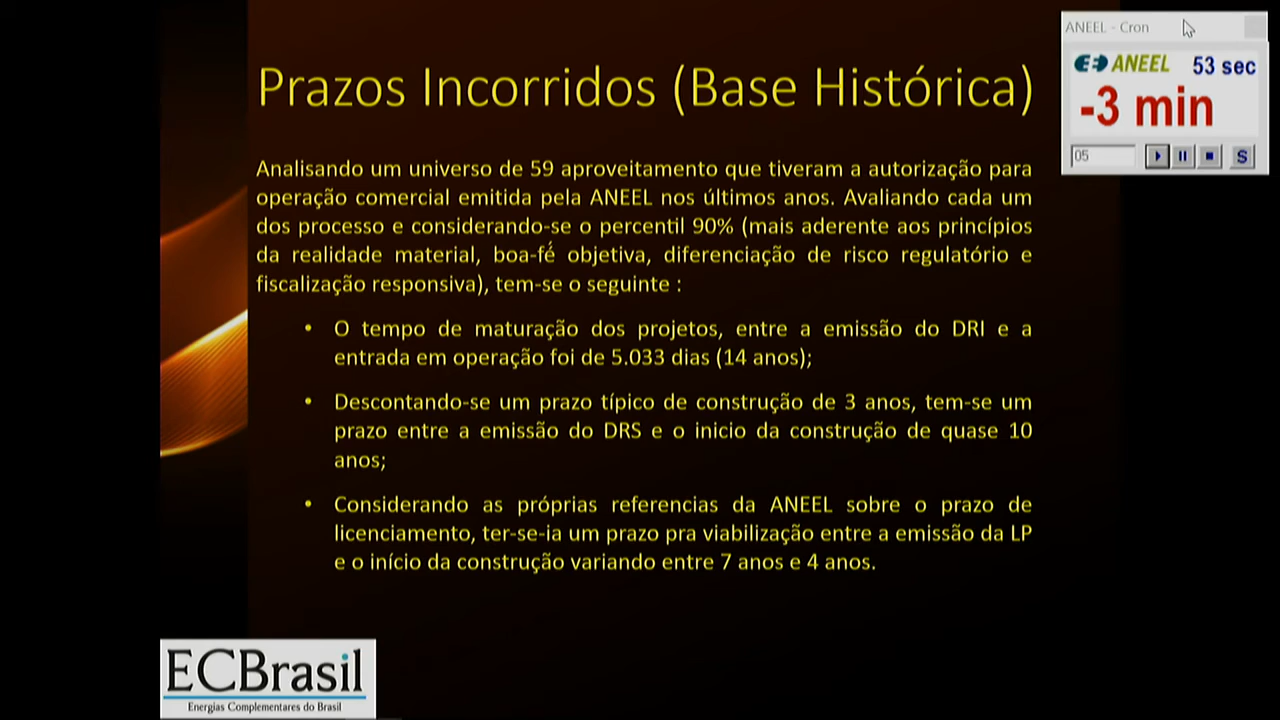 ANEEL - Cron
ANEEL 53 sec
-3 min
05
S
Prazos Incorridos (Base Histórica)
Analisando um universo de 59 aproveitamento que tiveram a autorização para
operação comercial emitida pela ANEEL nos últimos anos. Avaliando cada um
dos processo e considerando-se o percentil 90% (mais aderente aos princípios
da realidade material, boa-fé objetiva, diferenciação de risco regulatório e
fiscalização responsiva), tem-se o seguinte :
• O tempo de maturação dos projetos, entre a emissão do DRI e a
entrada em operação foi de 5.033 dias (14 anos);
• Descontando-se um prazo típico de construção de 3 anos, tem-se um
prazo entre a emissão do DRS e o inicio da construção de quase 10
anos;
• Considerando as próprias referencias da ANEEL sobre o prazo de
licenciamento, ter-se-ia um prazo pra viabilização entre a emissão da LP
e o início da construção variando entre 7 anos e 4 anos.
ECBrasil
Energias Complementares do Brasil